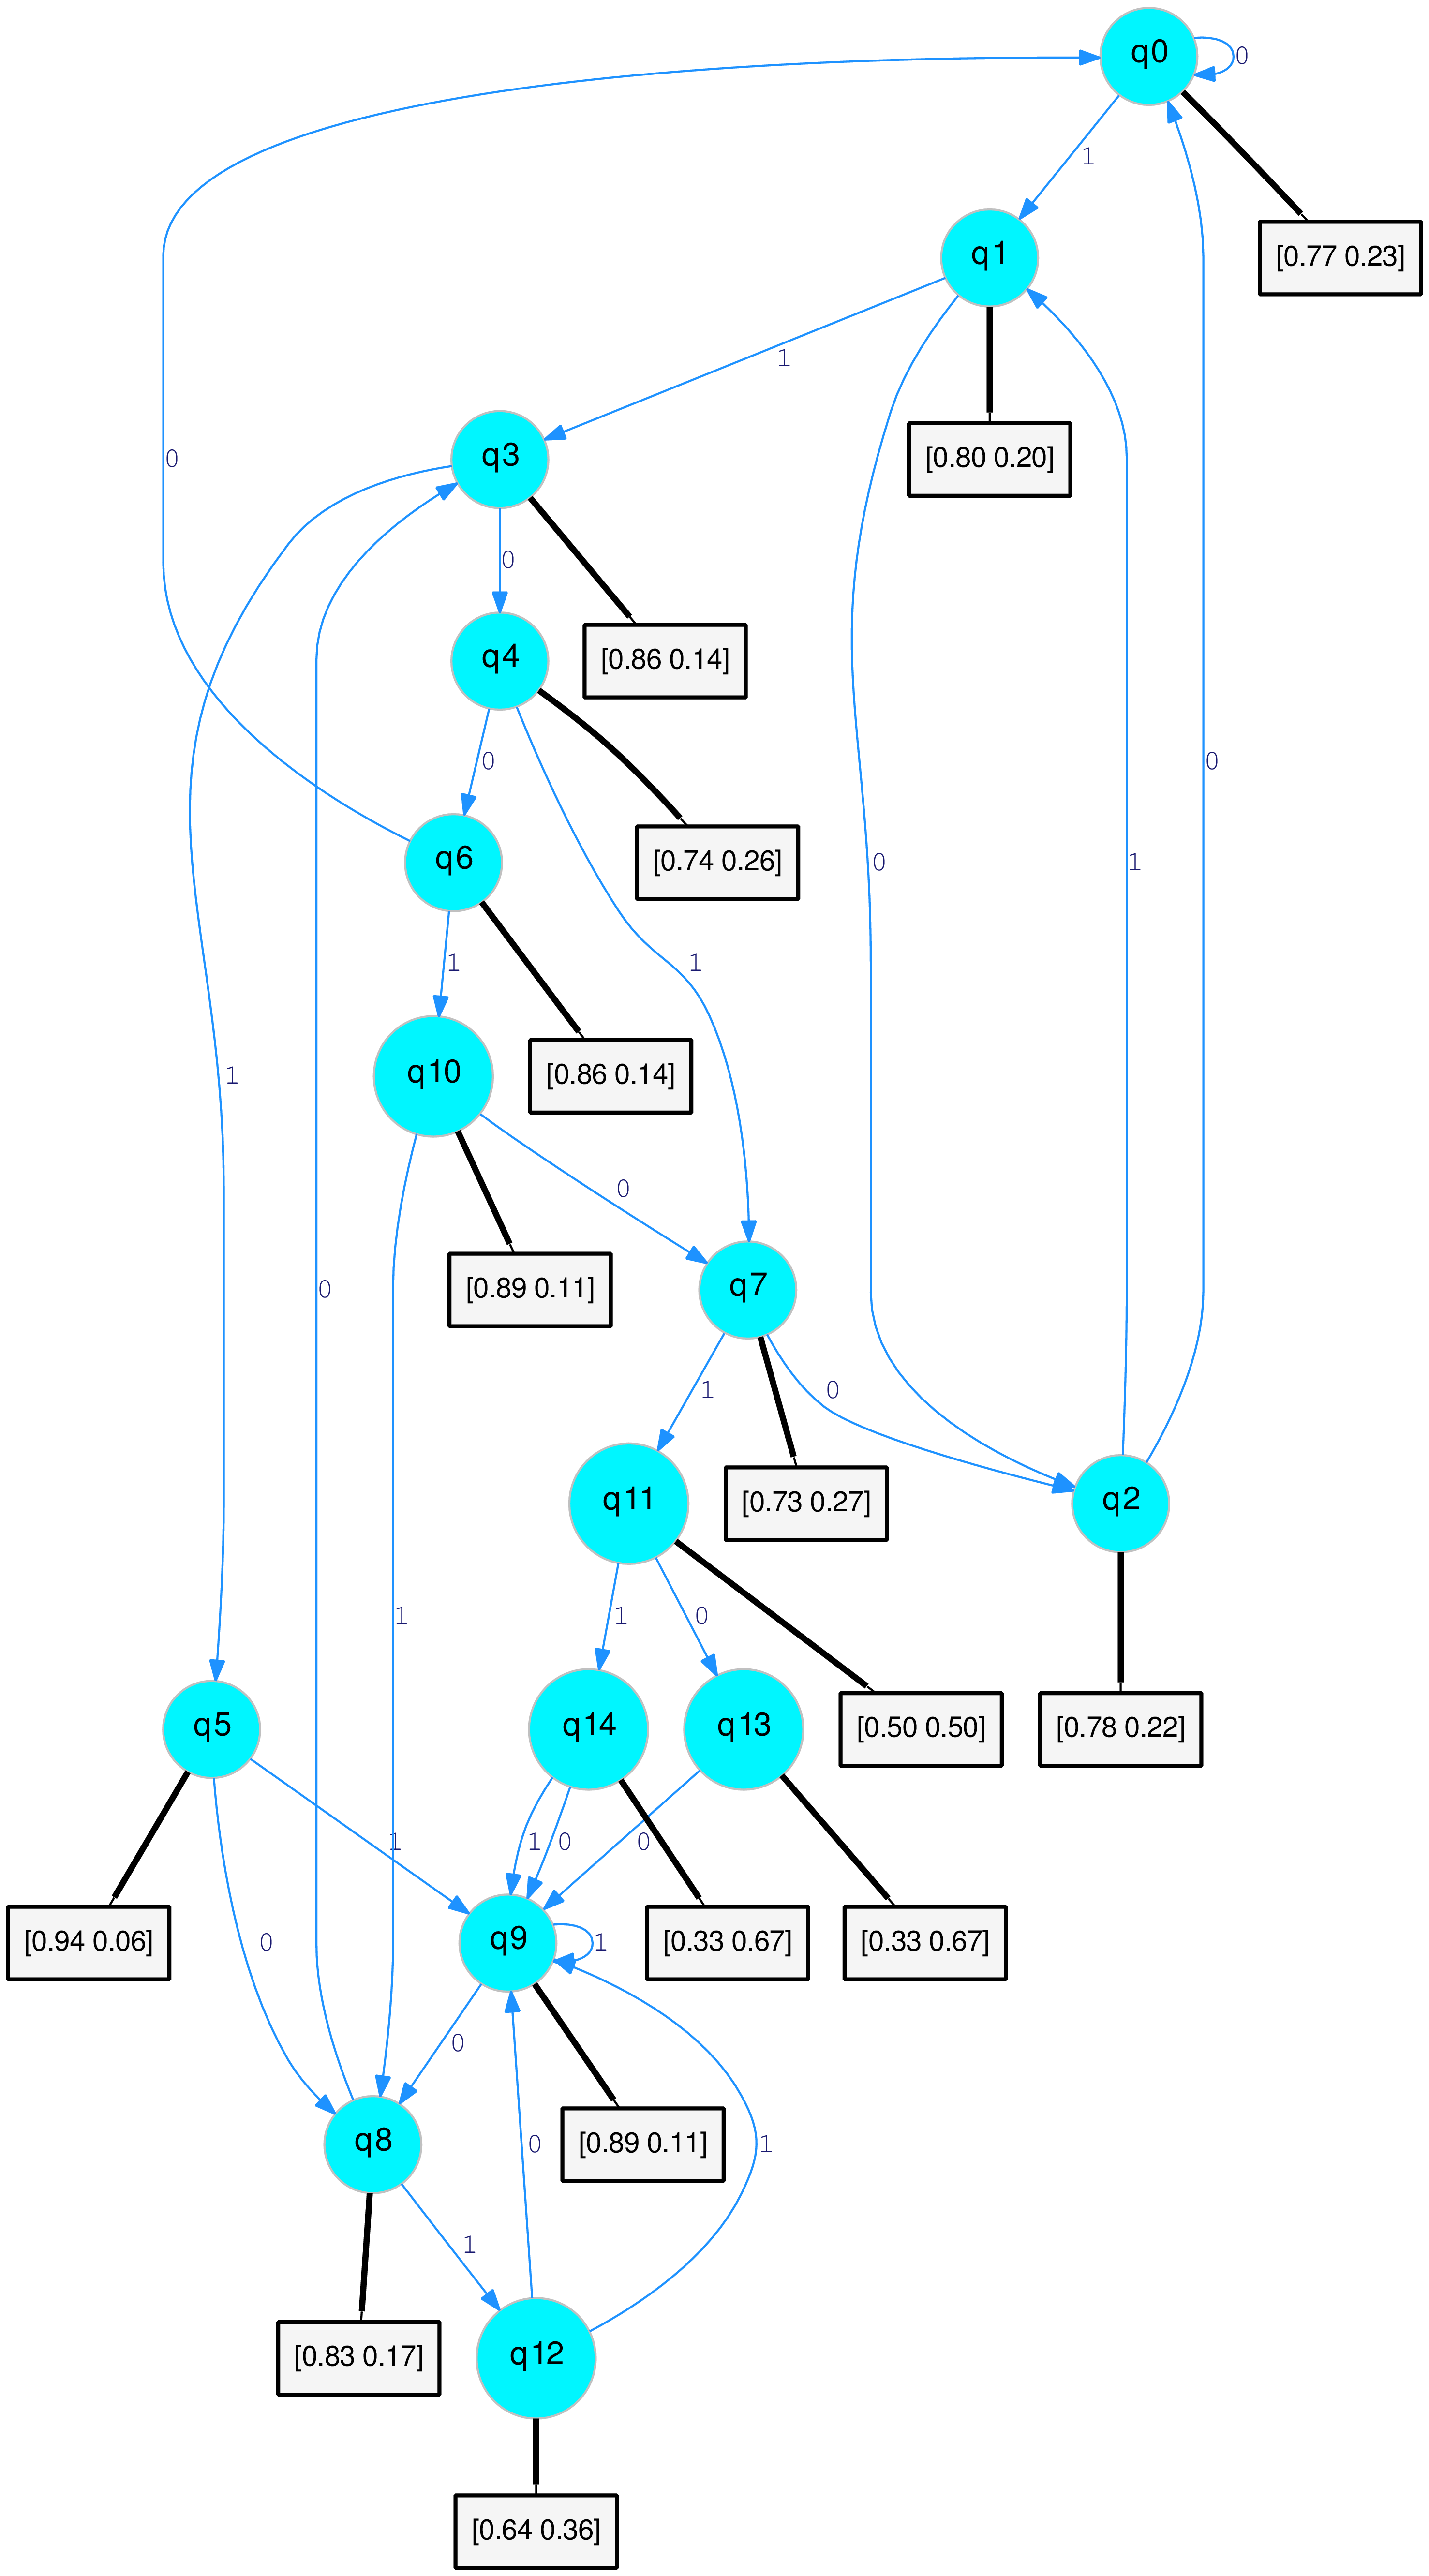 q0
0
1
q1
[0.77 0.23]
1
q3
[0.80 0.20]
0
0
q4
[0.86 0.14]
0
0
q6
[0.74 0.26]
0
1
1
1
q10
1
[0.86 0.14]
0
0
q7
[0.89 0.11]
1
0
q11
[0.73 0.27]
q2
1
1
0
q5
q14
q13
[0.50 0.50]
[0.78 0.22]
1
1
0
0
q9
1
0
[0.94 0.06]
[0.33 0.67]
[0.33 0.67]
0
q8
0
[0.89 0.11]
1
1
q12
[0.83 0.17]
[0.64 0.36]